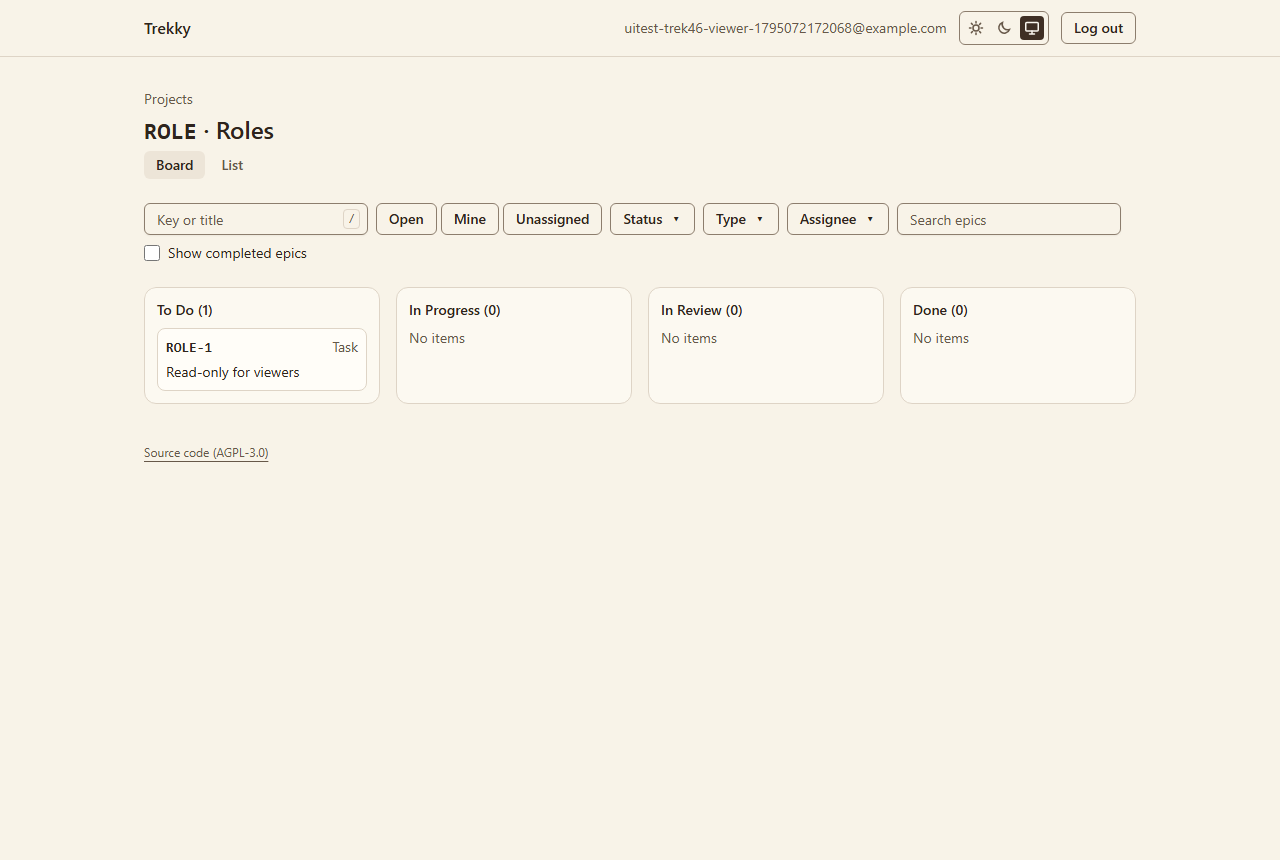 Trekky
uitest-trek46-viewer-1795072172068@example.com
Log out
Projects
ROLE · Roles
Board List
Key or title /
Open Mine Unassigned Status ▾ Type ▾ Assignee ▾ Search epics
Show completed epics
To Do (1)
ROLE-1 Task
Read-only for viewers
In Progress (0)
No items
In Review (0)
No items
Done (0)
No items
Source code (AGPL-3.0)